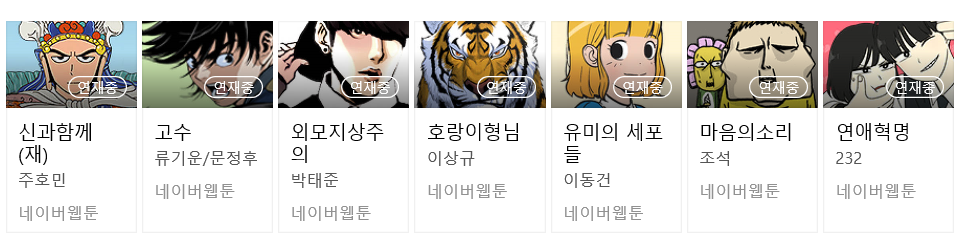 연재중
신과함께
(재)
주호민
네이버웹툰
연재중
고수
류기운/문정후
네이버웹툰
연재중
외모지상주
의
박태준
네이버웹툰
연재중
호랑이형님
이상규
네이버웹툰
연재중
유미의 세포
들
이동건
네이버웹툰
연재중
마음의소리
조석
네이버웹툰
연재중
연애혁명
232
네이버웹툰